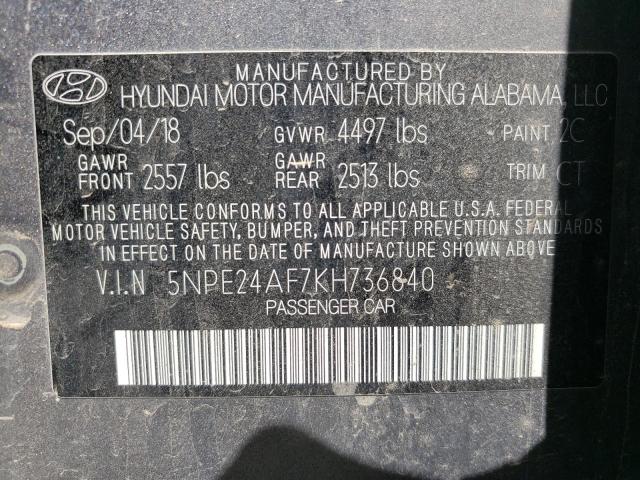 MANUFACTURED BY
HYUNDAI MOTOR MANUFACTURING ALABAMA, LLC
Sep/04/18 GVWR 4497 lbs PAINT 2C
GAWR FRONT 2557 lbs GAWR REAR 2513 lbs TRIM CT
THIS VEHICLE CONFORMS TO ALL APPLICABLE U.S.A. FEDERAL
MOTOR VEHICLE SAFETY, BUMPER, AND THEFT PREVENTION STANDARDS
IN EFFECT ON THE DATE OF MANUFACTURE SHOWN ABOVE.
V.I.N 5NPE24AF7KH736840
PASSENGER CAR